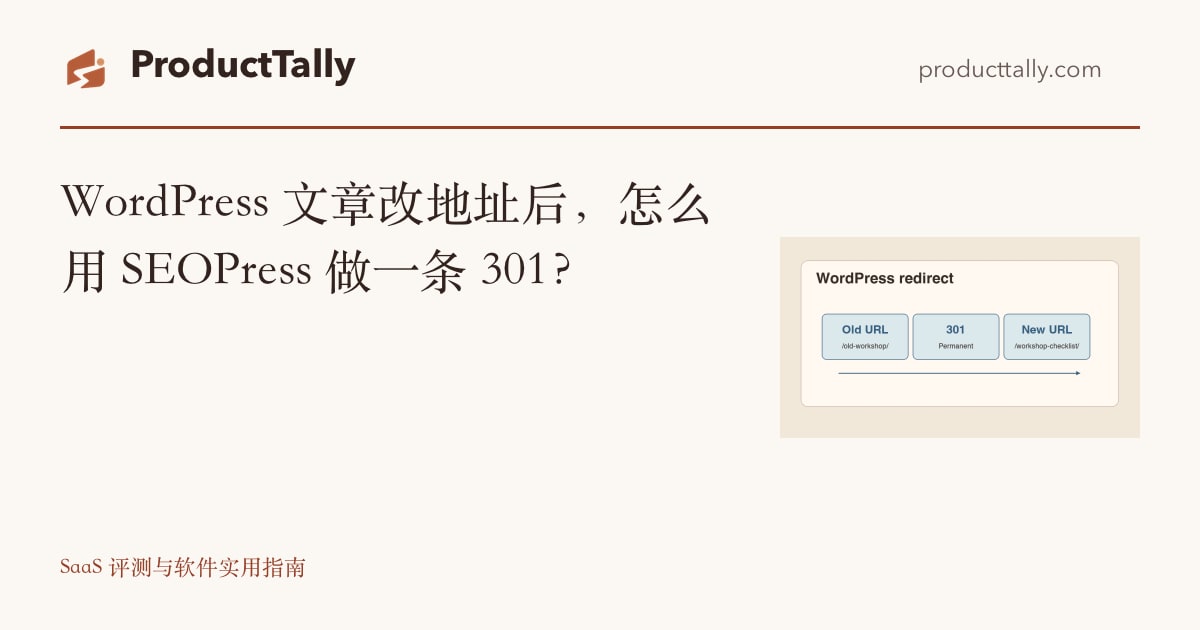 ProductTally
producttally.com
WordPress 文章改地址后，怎么
用 SEOPress 做一条 301？
WordPress redirect
Old URL
/old-workshop/
301
Permanent
New URL
/workshop-checklist/
SaaS 评测与软件实用指南